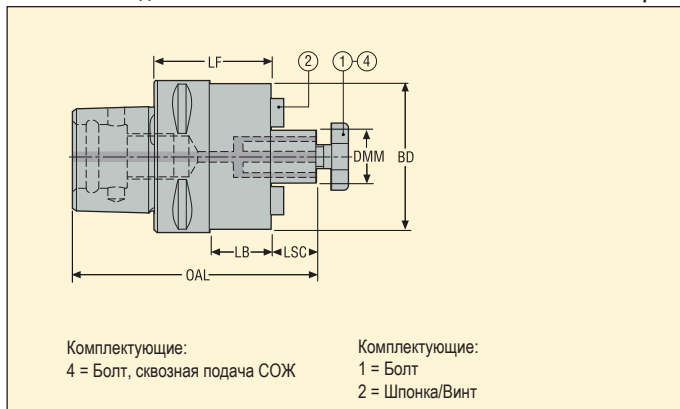 LF
2
1
4
DMM
BD
LB
LSC
OAL
Комплектующие:
4 = Болт, сквозная подача СОЖ
Комплектующие:
1 = Болт
2 = Шпонка/Винт